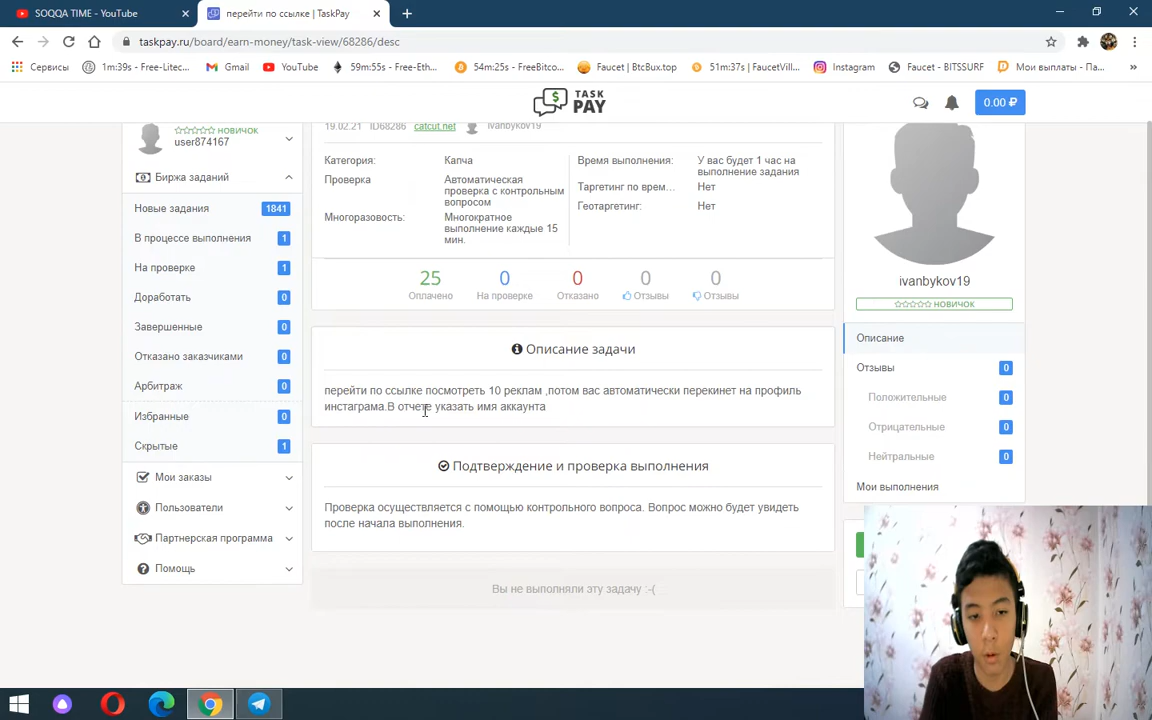 SOQQA TIME - YouTube
перейти по ссылке | TaskPay
taskpay.ru/board/earn-money/task-view/68286/desc
Сервисы
1m:39s - Free-Litec...
Gmail
YouTube
59m:55s - Free-Eth...
54m:25s - FreeBitco...
Faucet | BtcBux.top
51m:37s | FaucetVill...
Instagram
Faucet - BITSSURF
Мои выплаты - Па...
»
TASK
PAY
0.00 ₽
НОВИЧОК
user874167
Биржа заданий
Новые задания 1841
В процессе выполнения 1
На проверке 1
Доработать 0
Завершенные 0
Отказано заказчиками 0
Арбитраж 0
Избранные 0
Скрытые 1
Мои заказы
Пользователи
Партнерская программа
Помощь
19.02.21 ID68286 catcut.net ivanbykov19
Категория: Капча
Проверка Автоматическая
проверка с контрольным
вопросом
Многоразовость: Многократное
выполнение каждые 15
мин.
Время выполнения: У вас будет 1 час на
выполнение задания
Таргетинг по врем... Нет
Геотаргетинг: Нет
25 0 0 0 0
Оплачено На проверке Отказано Отзывы Отзывы
Описание задачи
перейти по ссылке посмотреть 10 реклам ,потом вас автоматически перекинет на профиль
инстаграма.В отчете указать имя аккаунта
Подтверждение и проверка выполнения
Проверка осуществляется с помощью контрольного вопроса. Вопрос можно будет увидеть
после начала выполнения.
Вы не выполняли эту задачу :-(
ivanbykov19
НОВИЧОК
Описание
Отзывы 0
Положительные 0
Отрицательные 0
Нейтральные 0
Мои выполнения